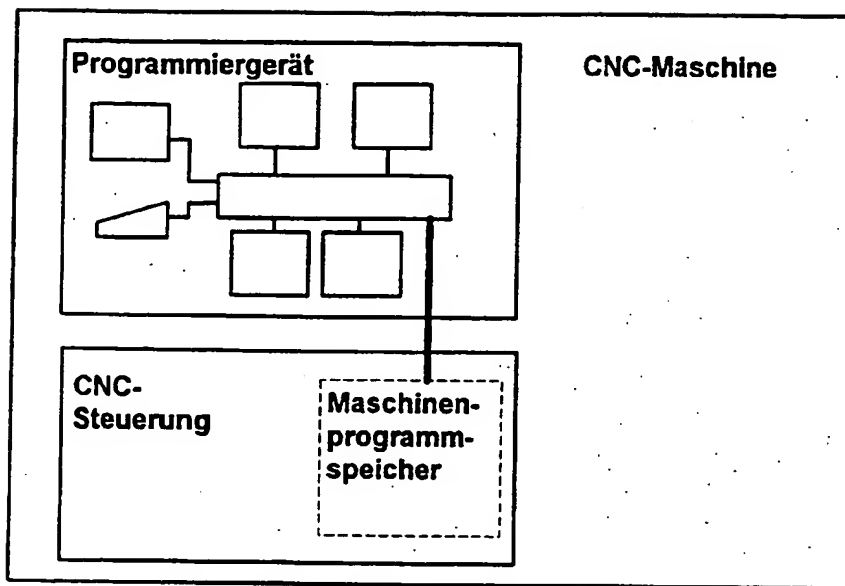 Programmiergerät
CNC-Maschine
CNC-
Steuerung
Maschinen-
programm-
speicher